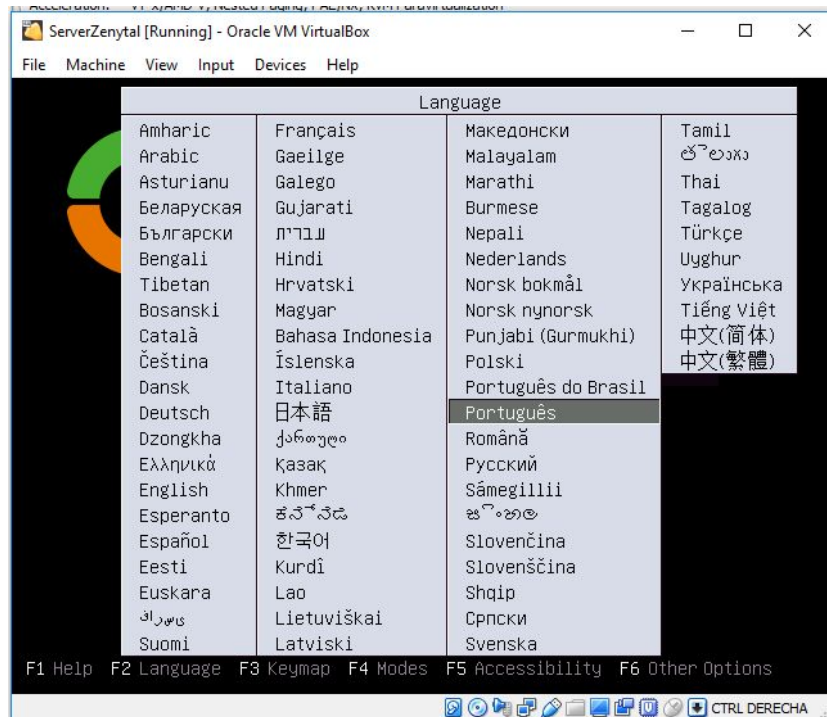 ServerZenytal [Running] - Oracle VM VirtualBox
File Machine View Input Devices Help
Language
Amharic
Arabic
Asturianu
Беларуская
Български
Bengali
Tibetan
Bosanski
Català
Čeština
Dansk
Deutsch
Dzongkha
Ελληνικά
English
Esperanto
Español
Eesti
Euskara
Suomi
Français
Gaeilge
Galego
Gujarati
עברית
Hindi
Hrvatski
Magyar
Bahasa Indonesia
Íslenska
Italiano
日本語
ქართული
Қазақ
Khmer
한국어
Kurdî
Lao
Lietuviškai
Latviski
Македонски
Malayalam
Marathi
Burmese
Nepali
Nederlands
Norsk bokmål
Norsk nynorsk
Punjabi (Gurmukhi)
Polski
Português do Brasil
Português
Română
Русский
Sámegillii
Slovenčina
Slovenščina
Shqip
Српски
Svenska
Tamil
Thai
Tagalog
Türkçe
Uyghur
Українська
Tiếng Việt
中文(简体)
中文(繁體)
F1 Help F2 Language F3 Keymap F4 Modes F5 Accessibility F6 Other Options
CTRL DERECHA